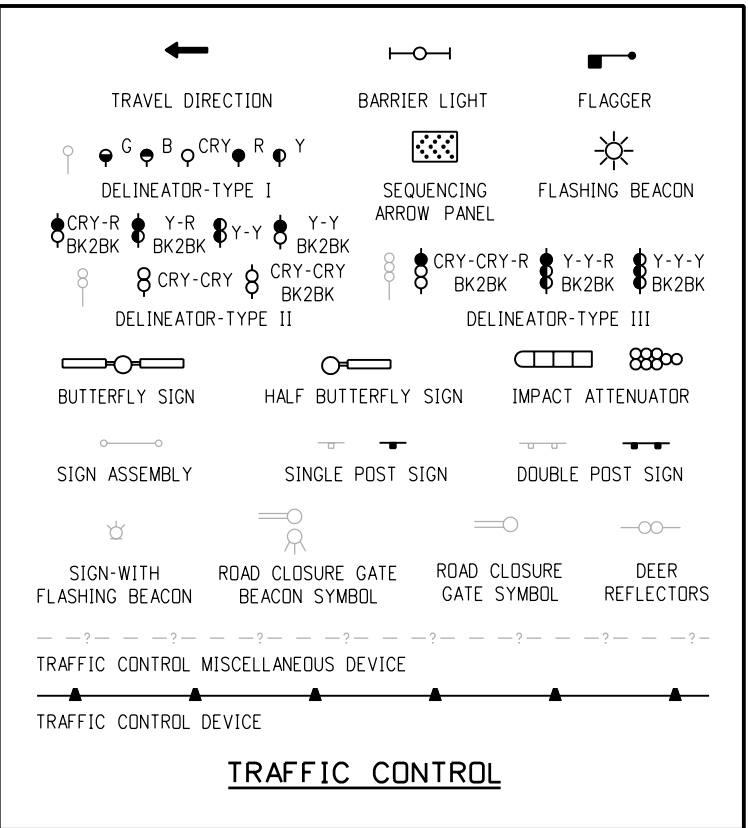 TRAVEL DIRECTION
BARRIER LIGHT
FLAGGER
G B CRY R Y
DELINEATOR-TYPE I
SEQUENCING
ARROW PANEL
FLASHING BEACON
CRY-R
BK2BK
Y-R
BK2BK
Y-Y
Y-Y
BK2BK
CRY-CRY
CRY-CRY
BK2BK
DELINEATOR-TYPE II
CRY-CRY-R
BK2BK
Y-Y-R
BK2BK
Y-Y-Y
BK2BK
DELINEATOR-TYPE III
BUTTERFLY SIGN
HALF BUTTERFLY SIGN
IMPACT ATTENUATOR
SIGN ASSEMBLY
SINGLE POST SIGN
DOUBLE POST SIGN
SIGN-WITH
FLASHING BEACON
ROAD CLOSURE GATE
BEACON SYMBOL
ROAD CLOSURE
GATE SYMBOL
DEER
REFLECTORS
? ? ? ? ? ? ? ?
TRAFFIC CONTROL MISCELLANEOUS DEVICE
TRAFFIC CONTROL DEVICE
TRAFFIC CONTROL